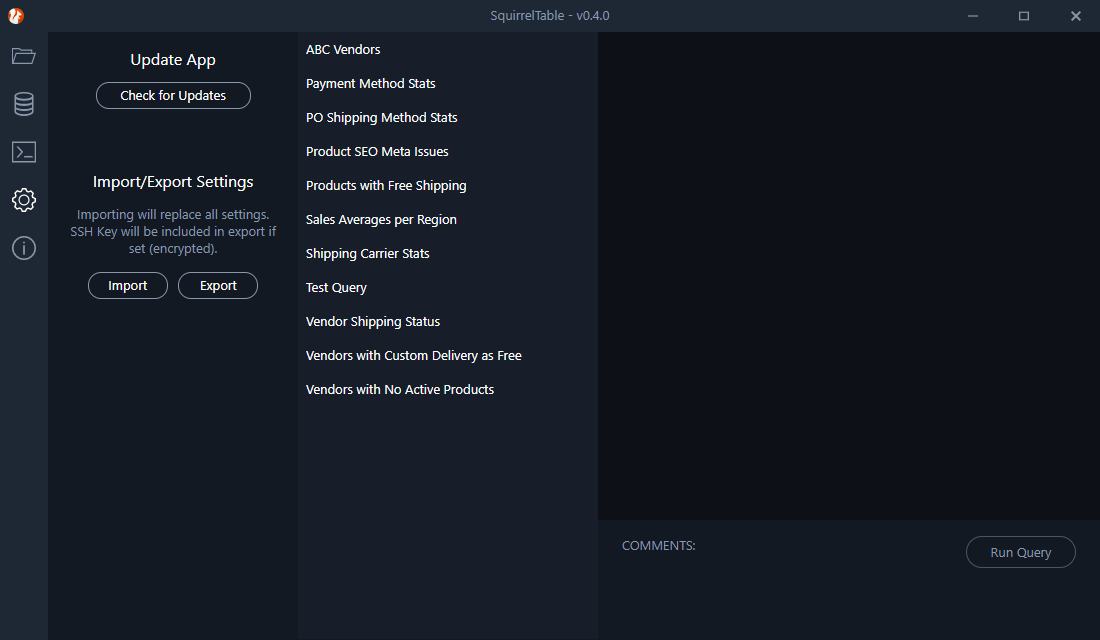 SquirrelTable - v0.4.0
Update App
Check for Updates
Import/Export Settings
Importing will replace all settings.
SSH Key will be included in export if
set (encrypted).
Import
Export
ABC Vendors
Payment Method Stats
PO Shipping Method Stats
Product SEO Meta Issues
Products with Free Shipping
Sales Averages per Region
Shipping Carrier Stats
Test Query
Vendor Shipping Status
Vendors with Custom Delivery as Free
Vendors with No Active Products
COMMENTS:
Run Query